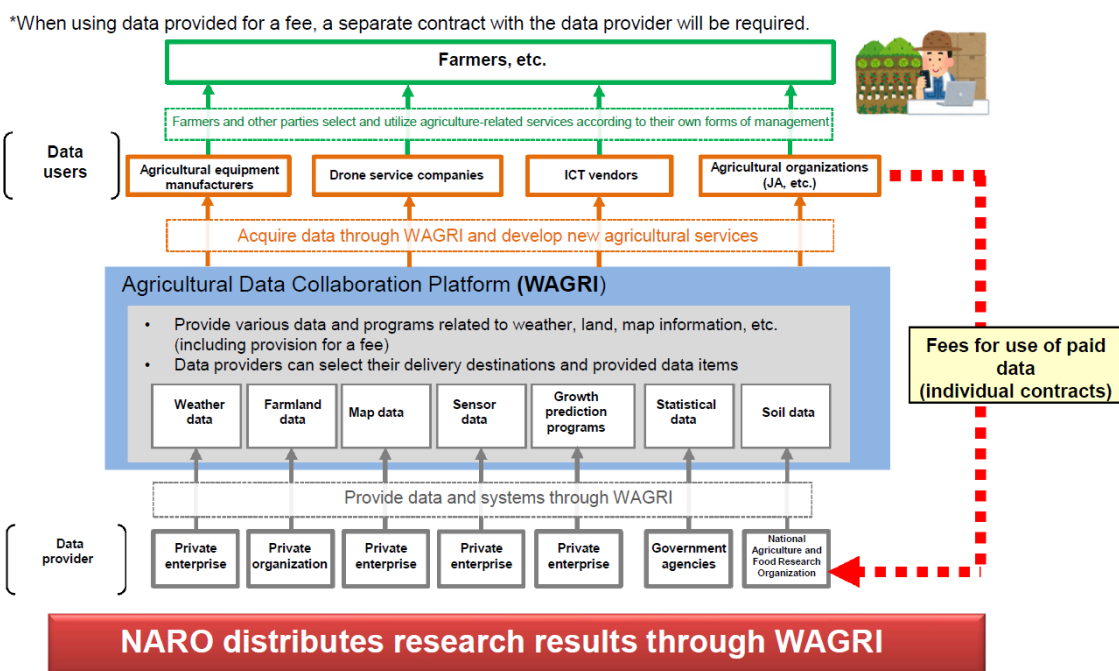 *When using data provided for a fee, a separate contract with the data provider will be required.
Farmers, etc.
Farmers and other parties select and utilize agriculture-related services according to their own forms of management
Data
users
Agricultural equipment
manufacturers
Drone service companies
ICT vendors
Agricultural organizations
(JA, etc.)
Acquire data through WAGRI and develop new agricultural services
Agricultural Data Collaboration Platform (WAGRI)
• Provide various data and programs related to weather, land, map information, etc.
(including provision for a fee)
• Data providers can select their delivery destinations and provided data items
Fees for use of paid
data
(individual contracts)
Weather
data
Farmland
data
Map data
Sensor
data
Growth
prediction
programs
Statistical
data
Soil data
Provide data and systems through WAGRI
Data
provider
Private
enterprise
Private
organization
Private
enterprise
Private
enterprise
Private
enterprise
Government
agencies
National
Agriculture and
Food Research
Organization
NARO distributes research results through WAGRI